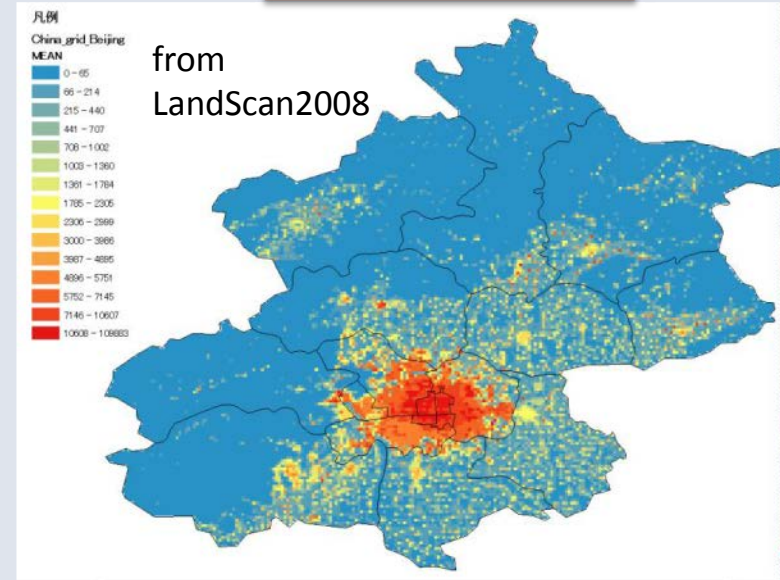 凡例
China_grid_Beijing
MEAN
0 - 65
66 - 214
215 - 440
441 - 707
708 - 1002
1003 - 1360
1361 - 1784
1785 - 2305
2306 - 2999
3000 - 3986
3987 - 4895
4896 - 5751
5752 - 7145
7146 - 10607
10608 - 109883
from
LandScan2008